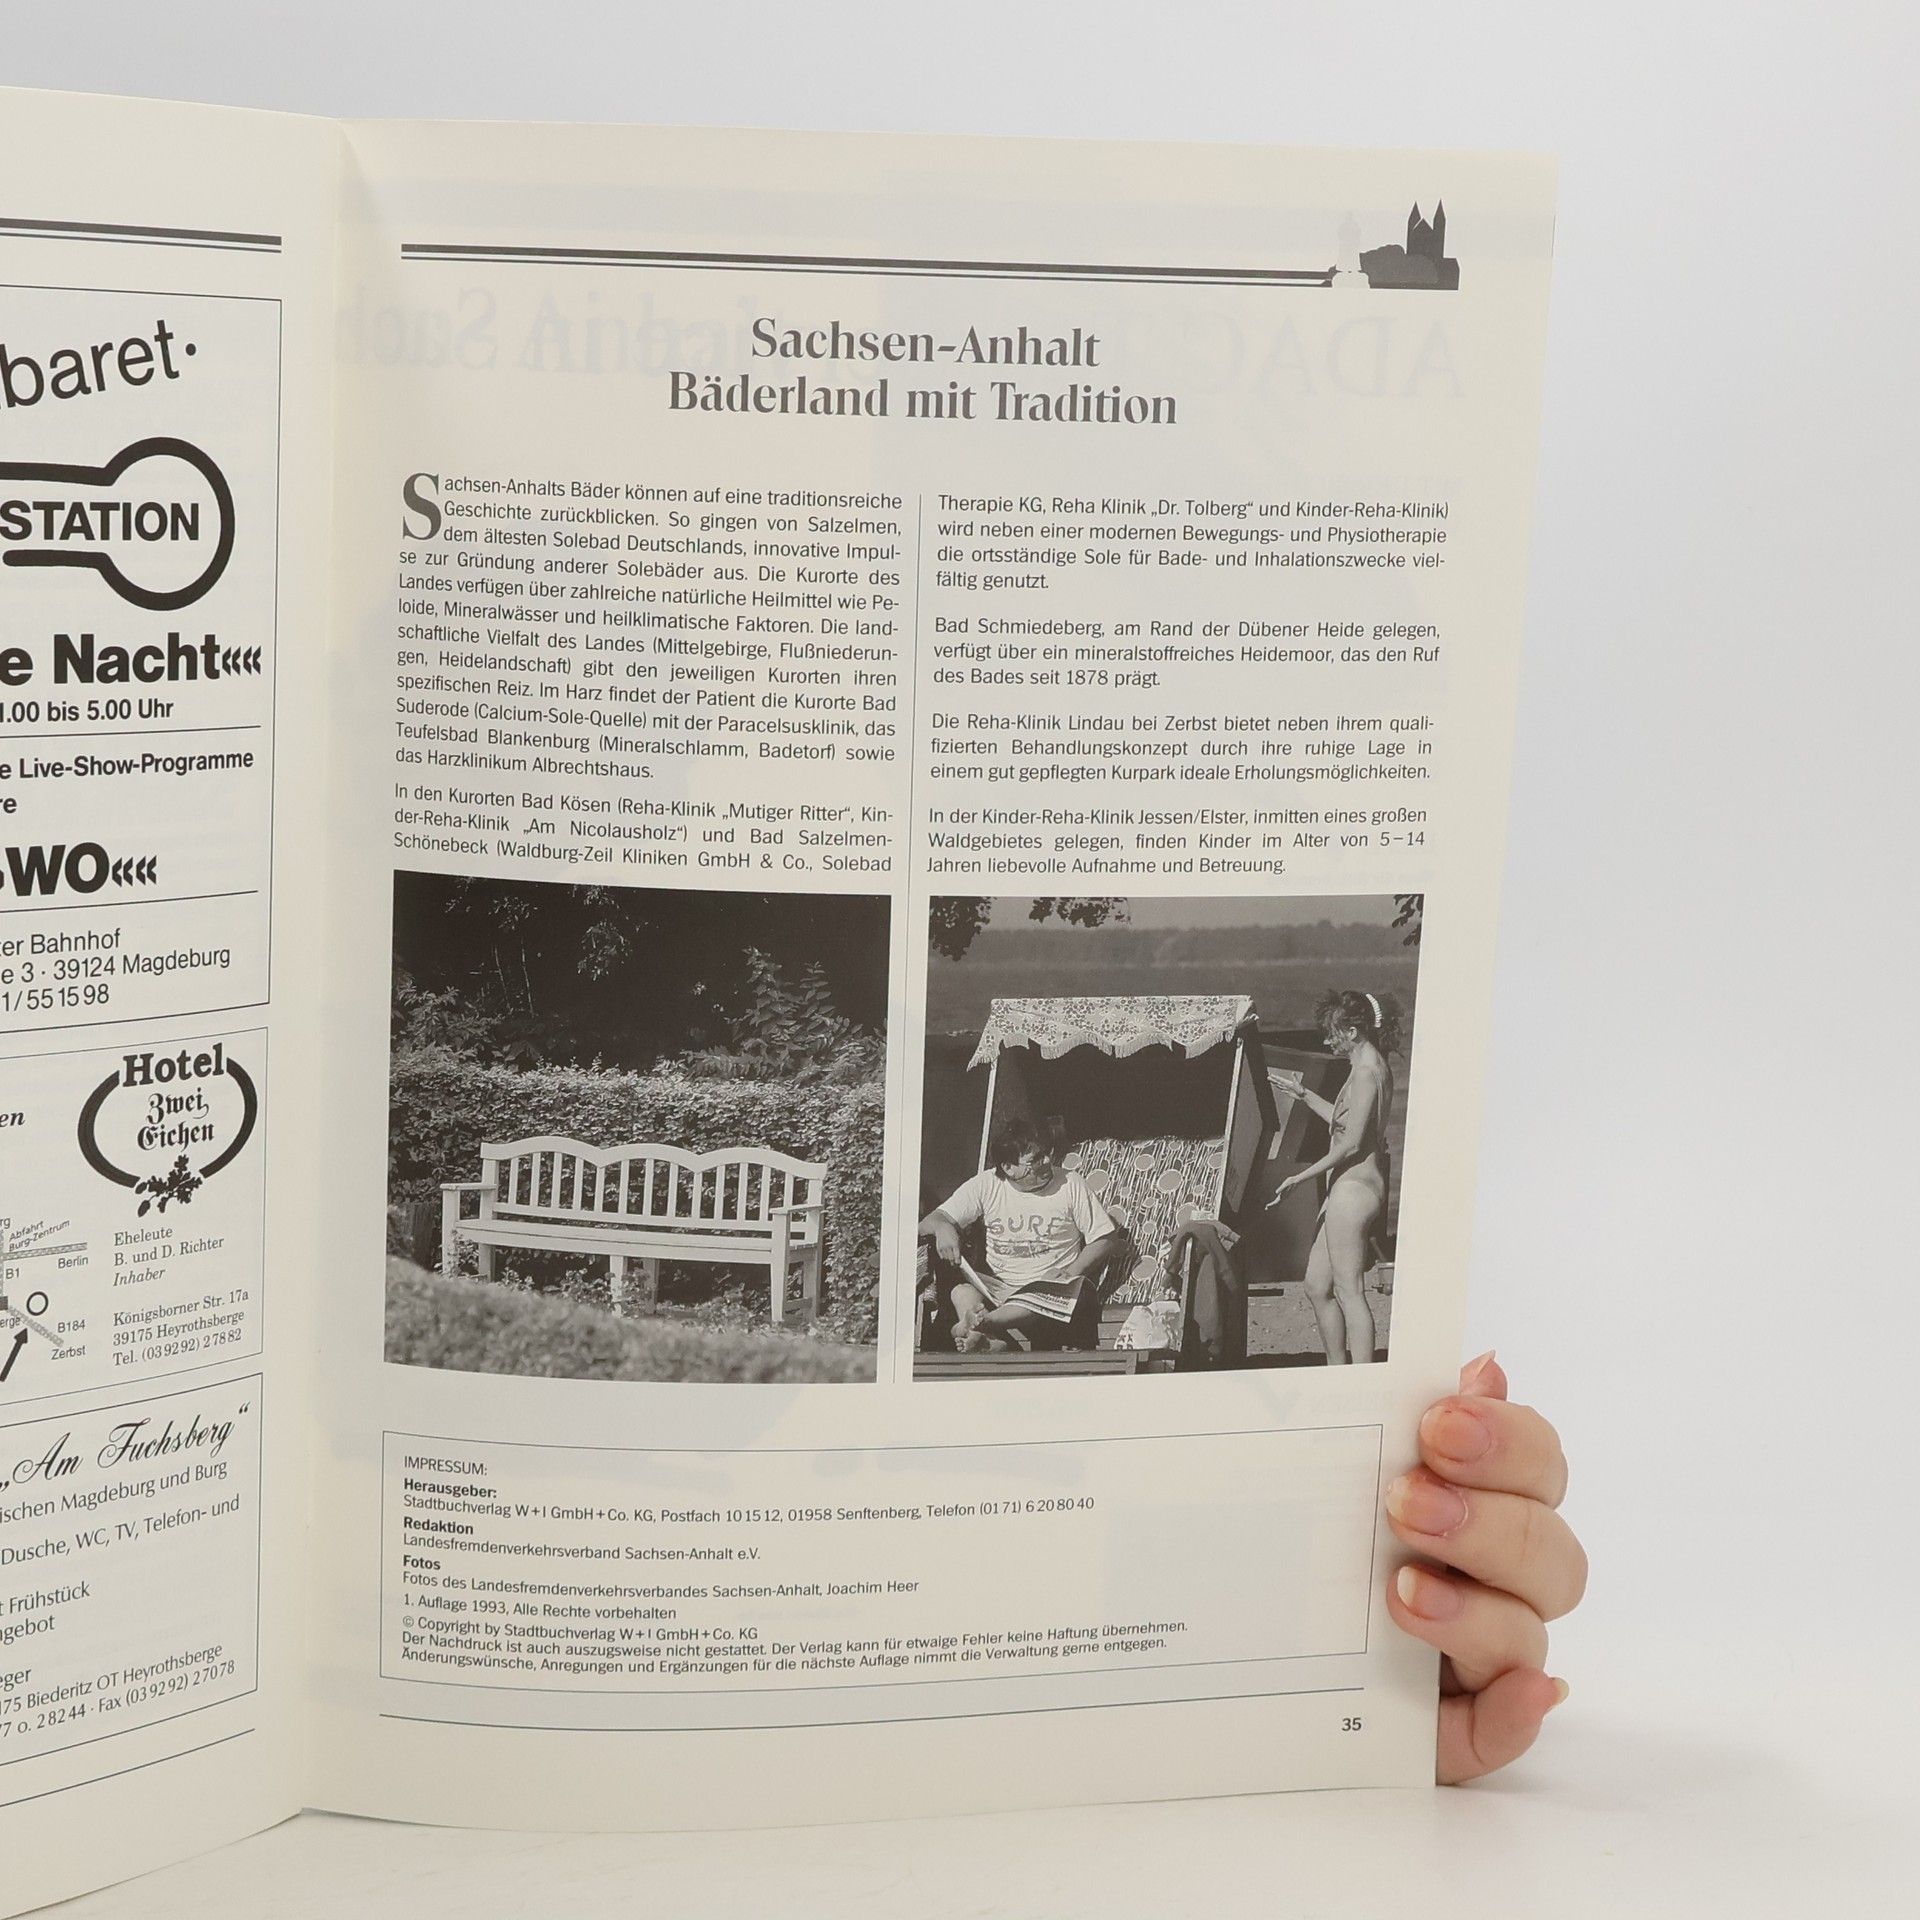 baret·
STATION
e Nacht‹‹‹‹
.00 bis 5.00 Uhr
e Live-Show-Programme
re
WO‹‹‹‹
ter Bahnhof
e 3 · 39124 Magdeburg
1/551598
en
Hotel
Zwei
Eichen
Abfahrt
Burg-Zentrum
Berlin
B1
B184
Zerbst
Eheleute
B. und D. Richter
Inhaber
Königsborner Str. 17a
39175 Heyrothsberge
Tel. (03 92 92) 2 78 82
„Am Fuchsberg“
ischen Magdeburg und Burg
Dusche, WC, TV, Telefon- und
t Frühstück
ngebot
eger
175 Biederitz OT Heyrothsberge
77 o. 2 82 44 · Fax (03 92 92) 2 70 78
Sachsen-Anhalt
Bäderland mit Tradition
Sachsen-Anhalts Bäder können auf eine traditionsreiche
Geschichte zurückblicken. So gingen von Salzelmen,
dem ältesten Solebad Deutschlands, innovative Impul-
se zur Gründung anderer Solebäder aus. Die Kurorte des
Landes verfügen über zahlreiche natürliche Heilmittel wie Pe-
loide, Mineralwässer und heilklimatische Faktoren. Die land-
schaftliche Vielfalt des Landes (Mittelgebirge, Flußniederun-
gen, Heidelandschaft) gibt den jeweiligen Kurorten ihren
spezifischen Reiz. Im Harz findet der Patient die Kurorte Bad
Suderode (Calcium-Sole-Quelle) mit der Paracelsusklinik, das
Teufelsbad Blankenburg (Mineralschlamm, Badetorf) sowie
das Harzklinikum Albrechtshaus.
In den Kurorten Bad Kösen (Reha-Klinik „Mutiger Ritter“, Kin-
der-Reha-Klinik „Am Nicolausholz“) und Bad Salzelmen-
Schönebeck (Waldburg-Zeil Kliniken GmbH & Co., Solebad
Therapie KG, Reha Klinik „Dr. Tolberg“ und Kinder-Reha-Klinik)
wird neben einer modernen Bewegungs- und Physiotherapie
die ortsständige Sole für Bade- und Inhalationszwecke viel-
fältig genutzt.
Bad Schmiedeberg, am Rand der Dübener Heide gelegen,
verfügt über ein mineralstoffreiches Heidemoor, das den Ruf
des Bades seit 1878 prägt.
Die Reha-Klinik Lindau bei Zerbst bietet neben ihrem quali-
fizierten Behandlungskonzept durch ihre ruhige Lage in
einem gut gepflegten Kurpark ideale Erholungsmöglichkeiten.
In der Kinder-Reha-Klinik Jessen/Elster, inmitten eines großen
Waldgebietes gelegen, finden Kinder im Alter von 5–14
Jahren liebevolle Aufnahme und Betreuung.
SURF
IMPRESSUM:
Herausgeber:
Stadtbuchverlag W+I GmbH+Co. KG, Postfach 10 15 12, 01958 Senftenberg, Telefon (01 71) 6 20 80 40
Redaktion
Landesfremdenverkehrsverband Sachsen-Anhalt e.V.
Fotos
Fotos des Landesfremdenverkehrsverbandes Sachsen-Anhalt, Joachim Heer
1. Auflage 1993, Alle Rechte vorbehalten
© Copyright by Stadtbuchverlag W+I GmbH+Co. KG
Der Nachdruck ist auch auszugsweise nicht gestattet. Der Verlag kann für etwaige Fehler keine Haftung übernehmen.
Änderungswünsche, Anregungen und Ergänzungen für die nächste Auflage nimmt die Verwaltung gerne entgegen.
35